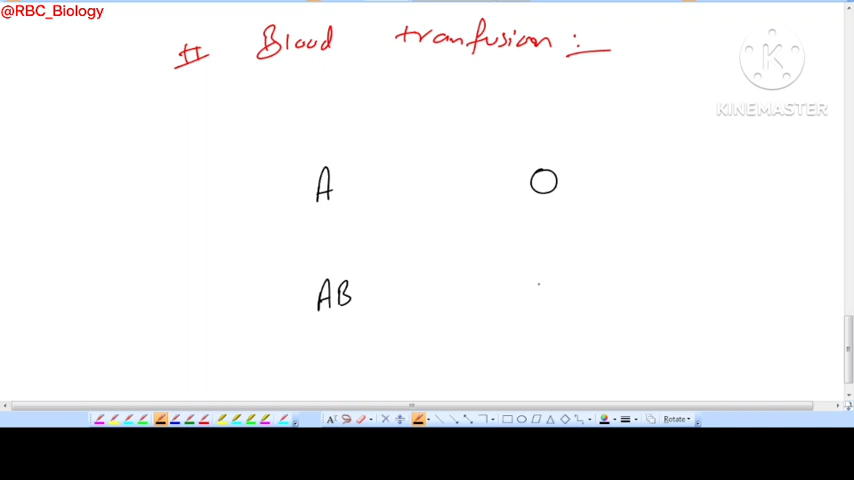 @RBC_Biology
# Blood tranfusion :
KINEMASTER
A O
AB
Rotate